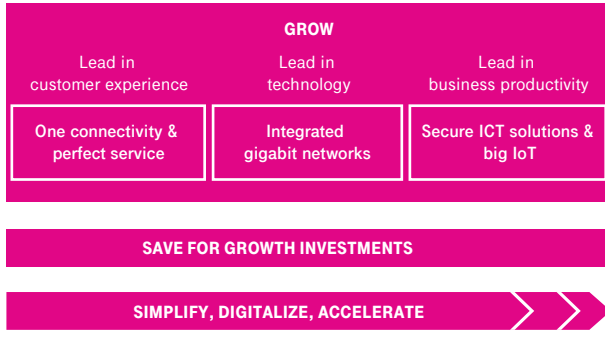 GROW
Lead in
customer experience
Lead in
technology
Lead in
business productivity
One connectivity &
perfect service
Integrated
gigabit networks
Secure ICT solutions &
big IoT
SAVE FOR GROWTH INVESTMENTS
SIMPLIFY, DIGITALIZE, ACCELERATE